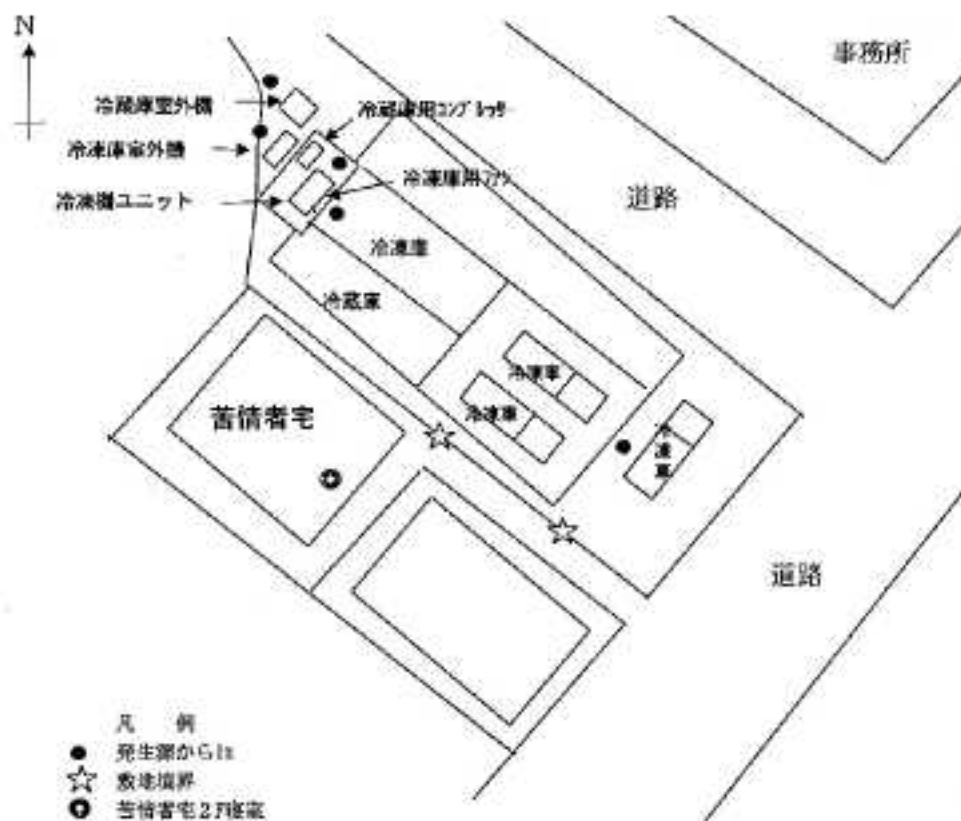 N
事務所
冷蔵庫室外機
冷蔵庫用コンプレッサー
冷凍庫室外機
冷凍庫用ファン
道路
冷凍機ユニット
冷凍庫
冷蔵庫
冷凍車
苦情者宅
冷凍車
冷凍車
道路
凡 例
発生源から1m
敷地境界
苦情者宅2F寝室